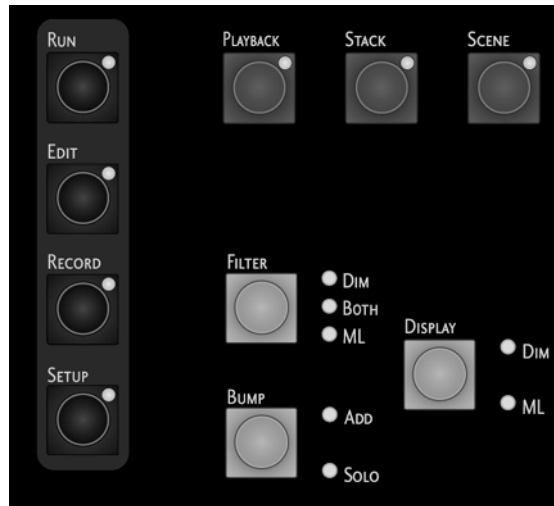 Run
Playback
Stack
Scene
Edit
Record
Filter
Dim
Both
ML
Display
Dim
Setup
Bump
Add
ML
Solo